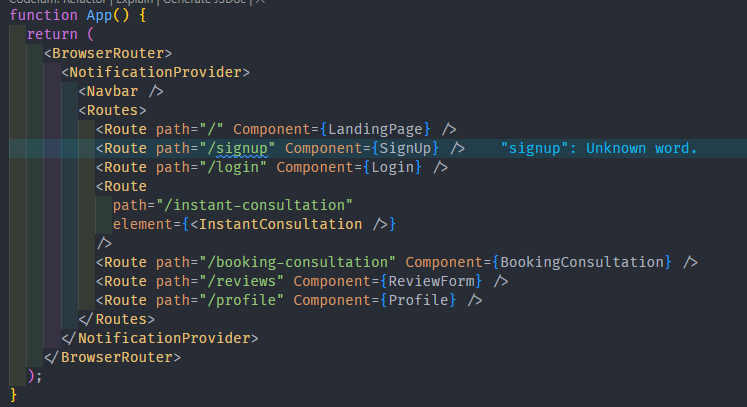 Codeium: Refactor | Explain | Generate JSDoc | X
function App() {
  return (
    <BrowserRouter>
      <NotificationProvider>
        <Navbar />
        <Routes>
          <Route path="/" Component={LandingPage} />
          <Route path="/signup" Component={SignUp} />    "signup": Unknown word.
          <Route path="/login" Component={Login} />
          <Route
            path="/instant-consultation"
            element={<InstantConsultation />}
          />
          <Route path="/booking-consultation" Component={BookingConsultation} />
          <Route path="/reviews" Component={ReviewForm} />
          <Route path="/profile" Component={Profile} />
        </Routes>
      </NotificationProvider>
    </BrowserRouter>
  );
}